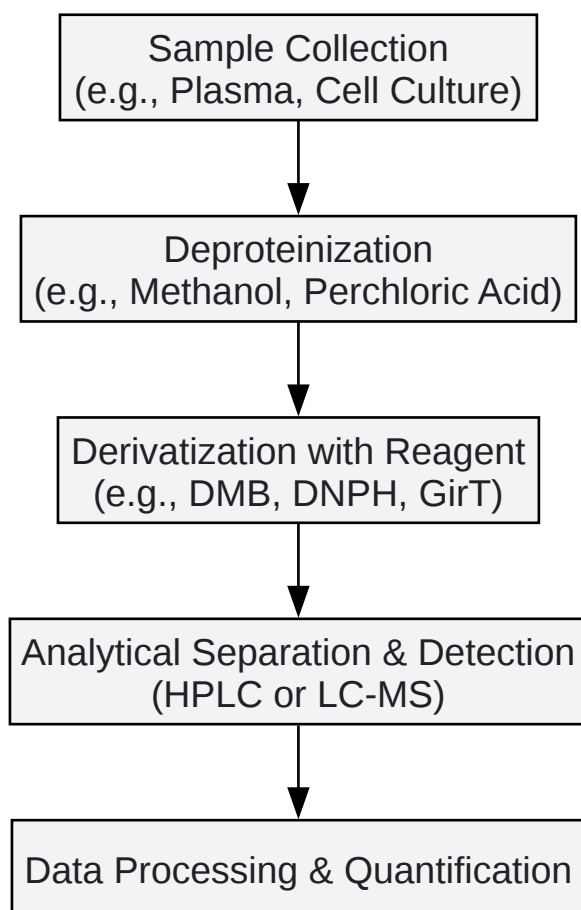 Sample Collection
(e.g., Plasma, Cell Culture)
Deproteinization
(e.g., Methanol, Perchloric Acid)
Derivatization with Reagent
(e.g., DMB, DNPH, GirT)
Analytical Separation & Detection
(HPLC or LC-MS)
Data Processing & Quantification